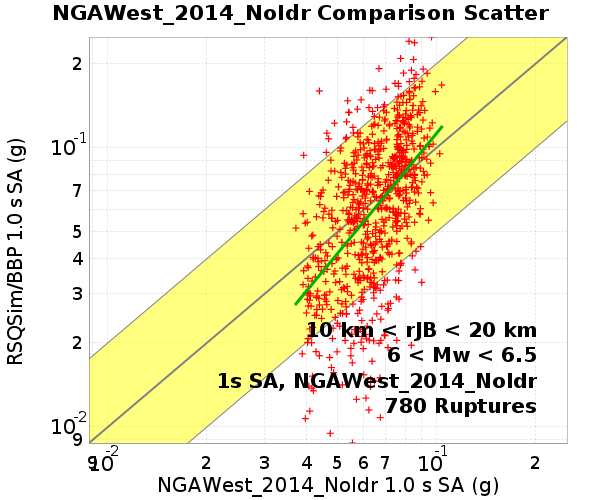 NGAWest_2014_NoIdr Comparison Scatter
RSQSim/BBP 1.0 s SA (g)
2
10-1
7
5
4
3
2
10-2
9
10 km < rJB < 20 km
6 < Mw < 6.5
1s SA, NGAWest_2014_NoIdr
780 Ruptures
9 10-2 2 3 4 5 6 7 10-1 2
NGAWest_2014_NoIdr 1.0 s SA (g)